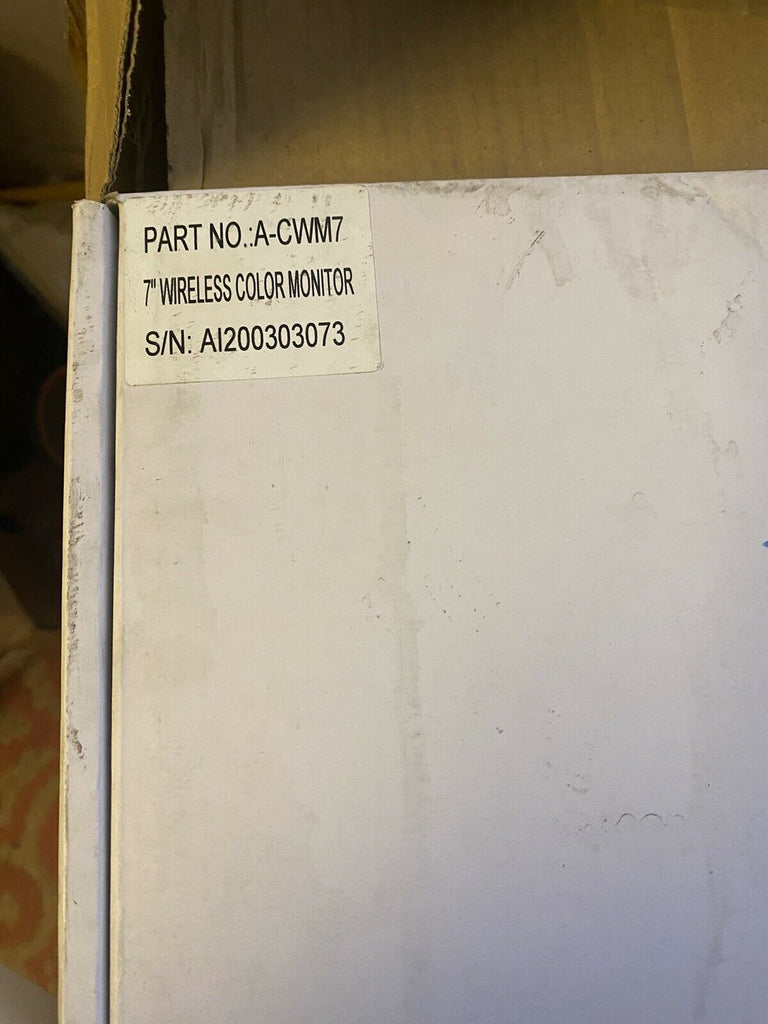 PART NO.:A-CWM7
7" WIRELESS COLOR MONITOR
S/N: AI200303073